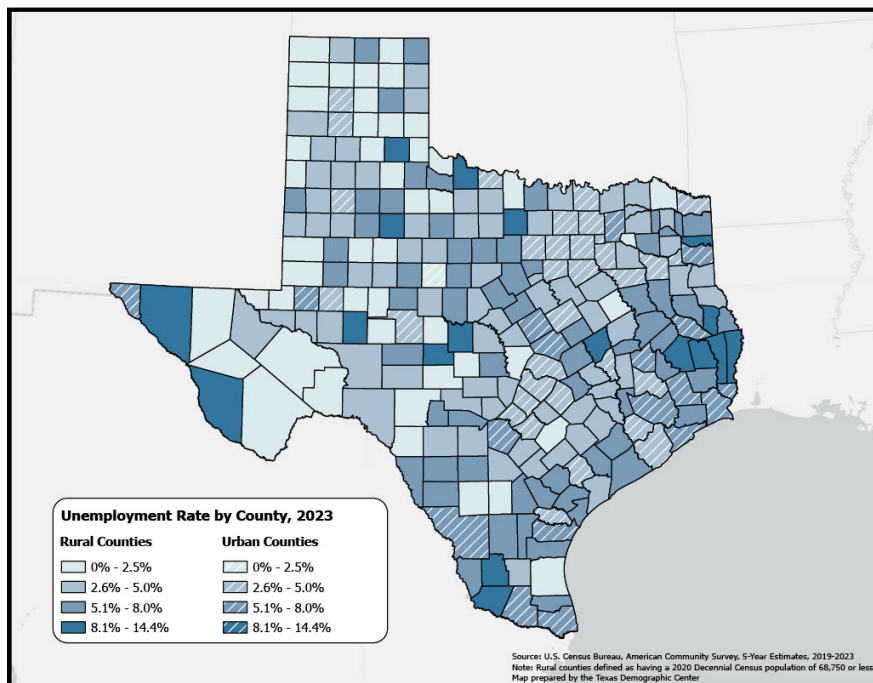 Unemployment Rate by County, 2023
Rural Counties
0% - 2.5%
2.6% - 5.0%
5.1% - 8.0%
8.1% - 14.4%
Urban Counties
0% - 2.5%
2.6% - 5.0%
5.1% - 8.0%
8.1% - 14.4%
Source: U.S. Census Bureau, American Community Survey, 5-Year Estimates, 2019-2023
Note: Rural counties defined as having a 2020 Decennial Census population of 68,750 or less
Map prepared by the Texas Demographic Center